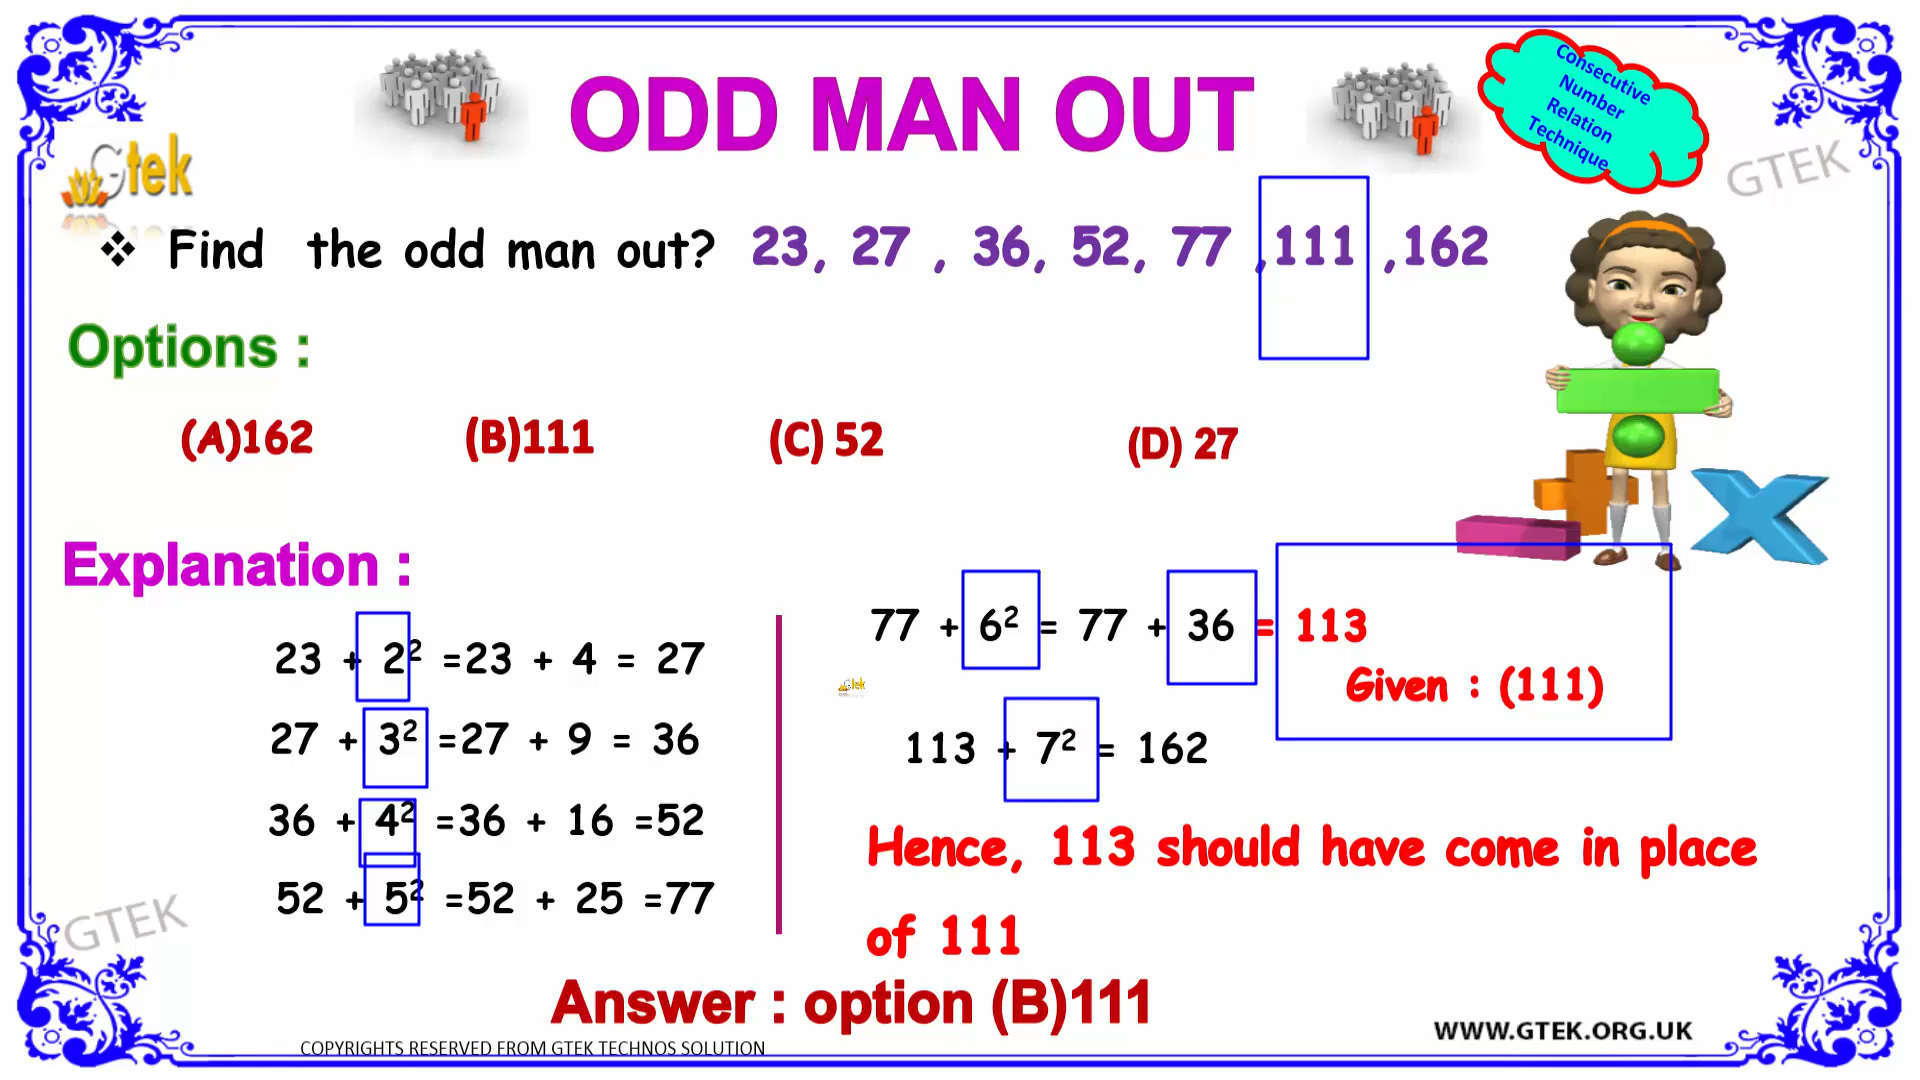 ODD MAN OUT
Consecutive
Number
Relation
Technique
GTEK
Gtek
❖ Find the odd man out? 23, 27 , 36, 52, 77 ,111 ,162
Options :
(A)162 (B)111 (C) 52 (D) 27
Explanation :
23 + 2² =23 + 4 = 27
27 + 3² =27 + 9 = 36
36 + 4² =36 + 16 =52
52 + 5² =52 + 25 =77
77 + 6² = 77 + 36 = 113
Given : (111)
Gtek
113 + 7² = 162
Hence, 113 should have come in place
of 111
GTEK
Answer : option (B)111
WWW.GTEK.ORG.UK
COPYRIGHTS RESERVED FROM GTEK TECHNOS SOLUTION